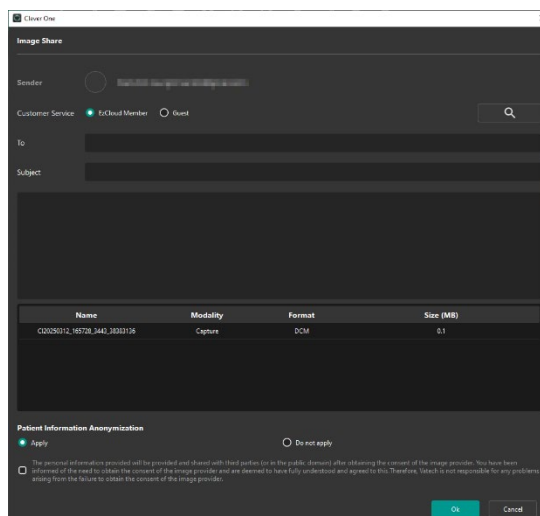 Clever One
Image Share
Sender
Customer Service EzCloud Member Guest
To
Subject
Name Modality Format Size (MB)
CI20250312_165728_3443_38383136 Capture DCM 0.1
Patient Information Anonymization
Apply Do not apply
The personal information provided will be provided and shared with third parties (or in the public domain) after obtaining the consent of the image provider. You have been
informed of the need to obtain the consent of the image provider and are deemed to have fully understood and agreed to this. Therefore, Vatech is not responsible for any problems
arising from the failure to obtain the consent of the image provider.
Ok Cancel